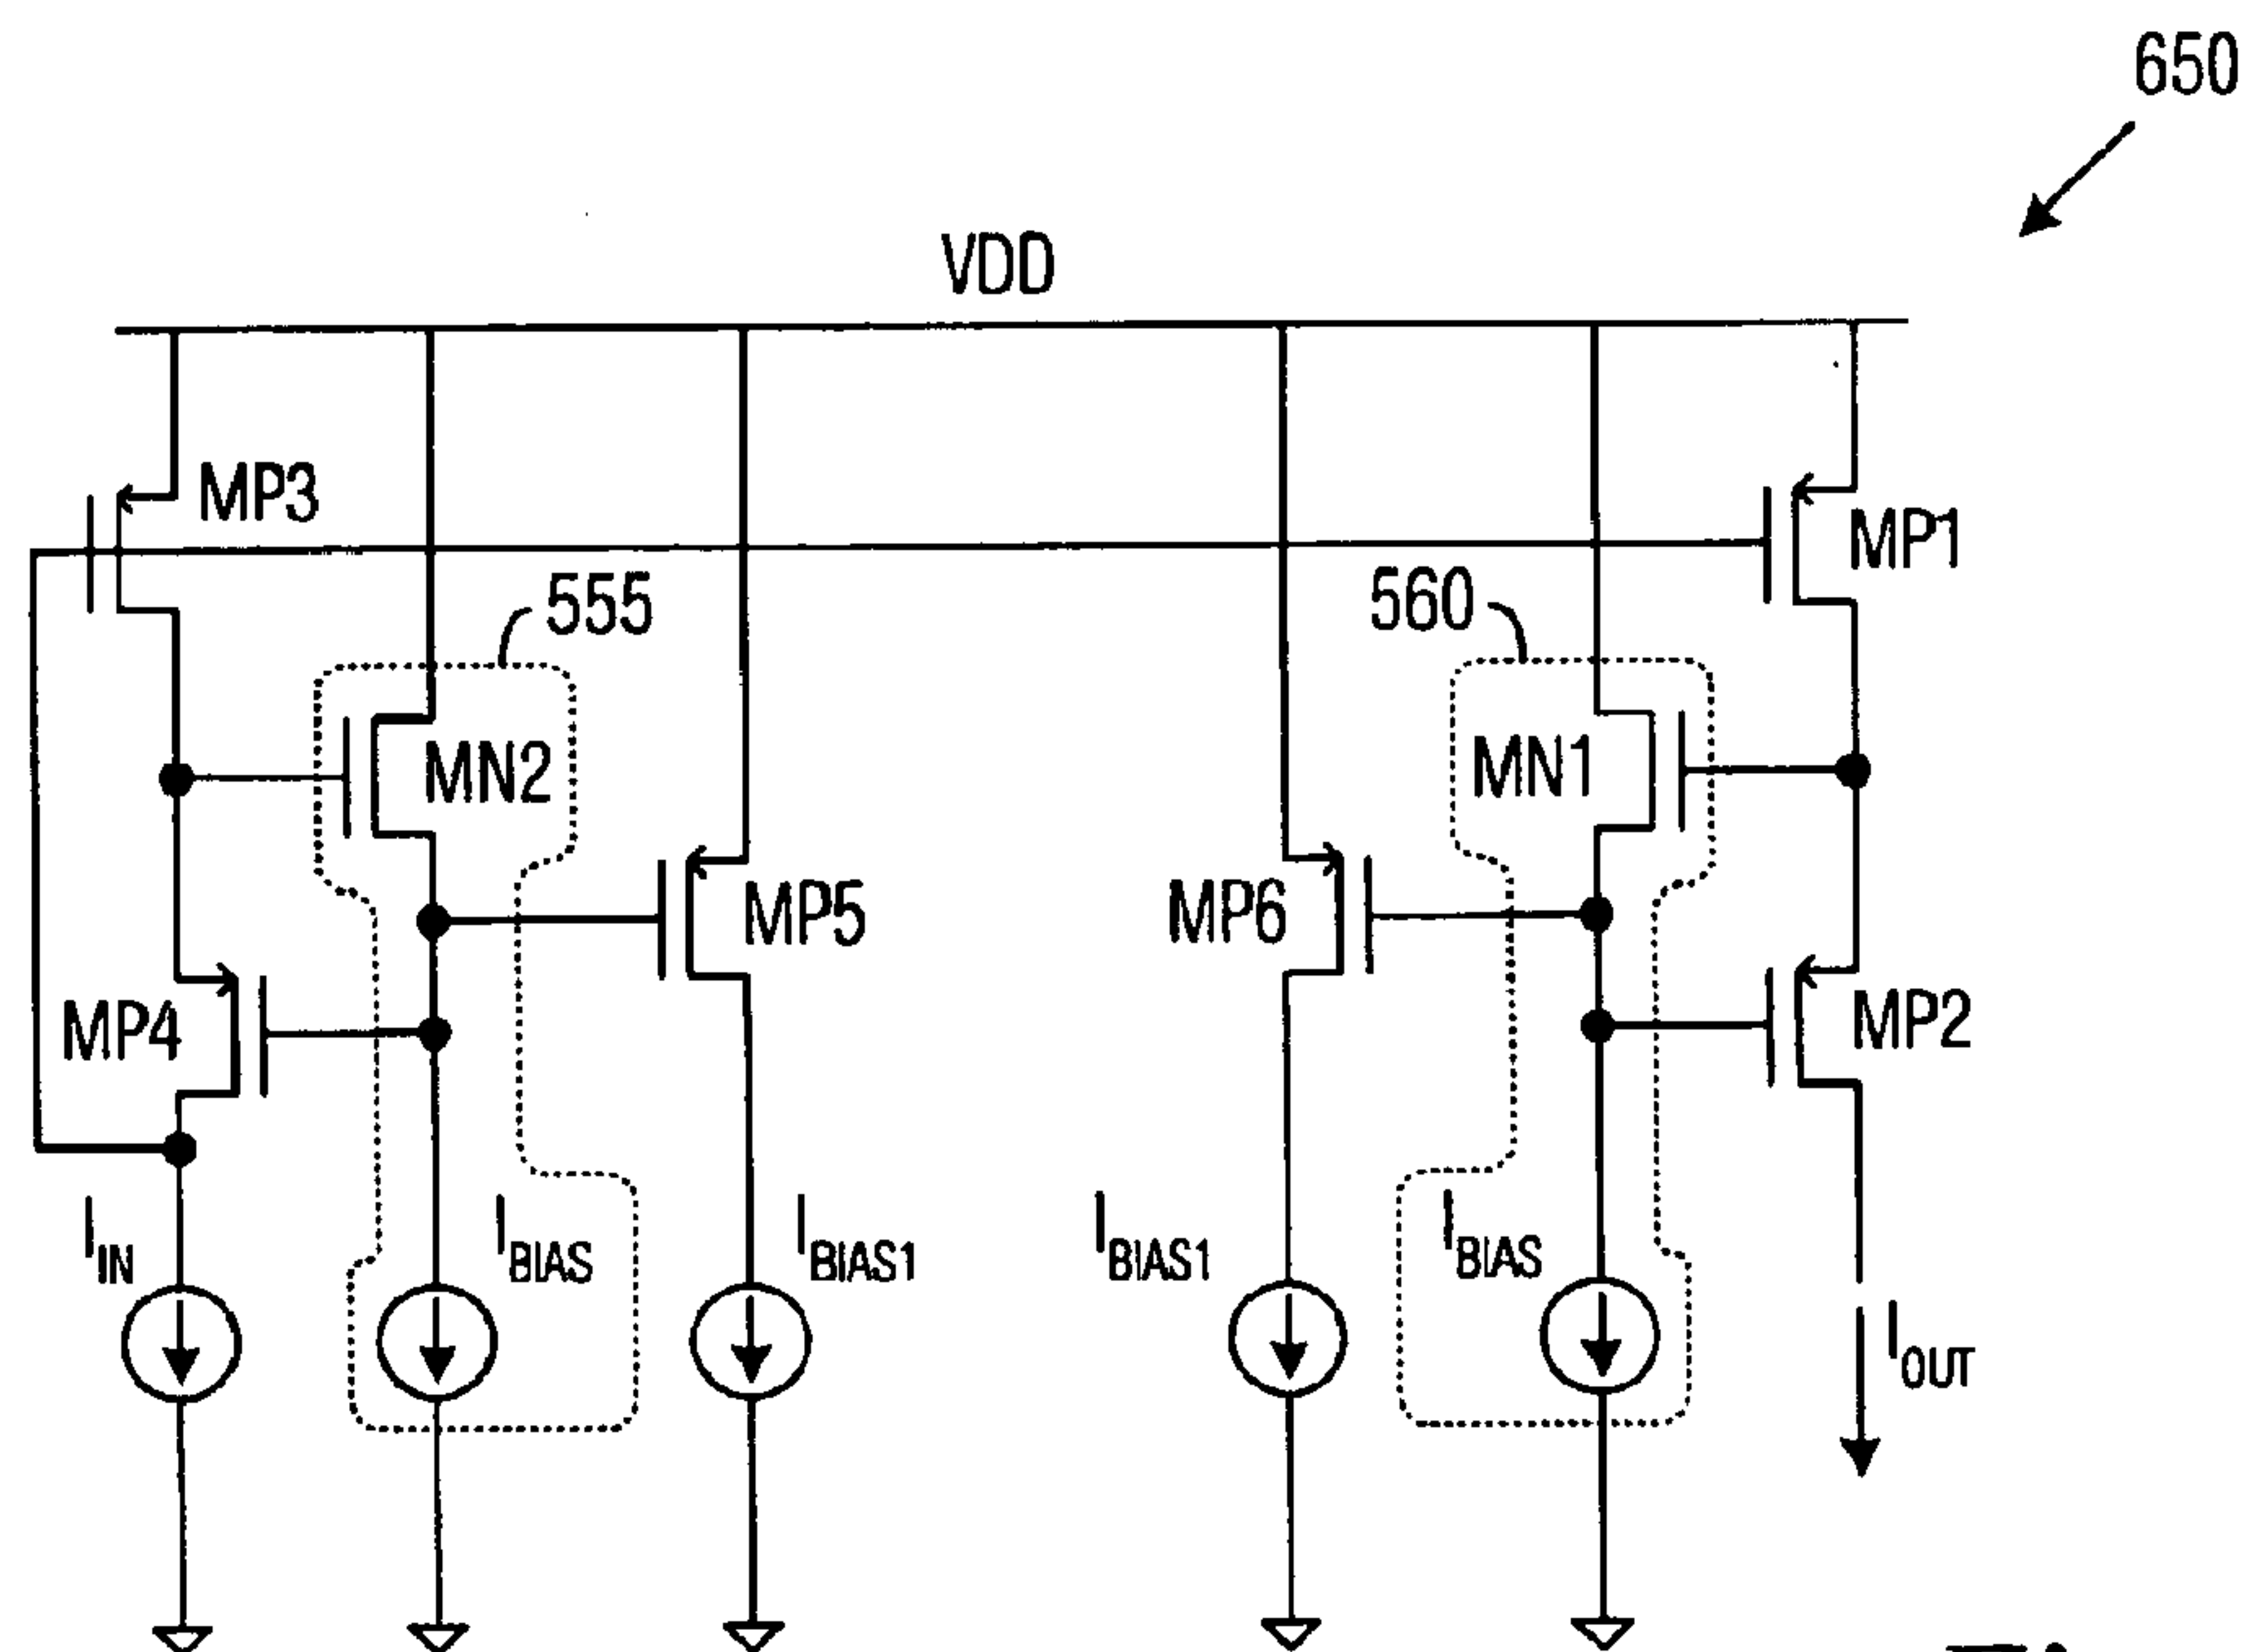 650
VDD
MP3
MP1
555
560
MN2
MN1
MP5
MP6
MP4
MP2
IIN
IBIAS
IBIAS1
IBIAS1
IBIAS
IOUT